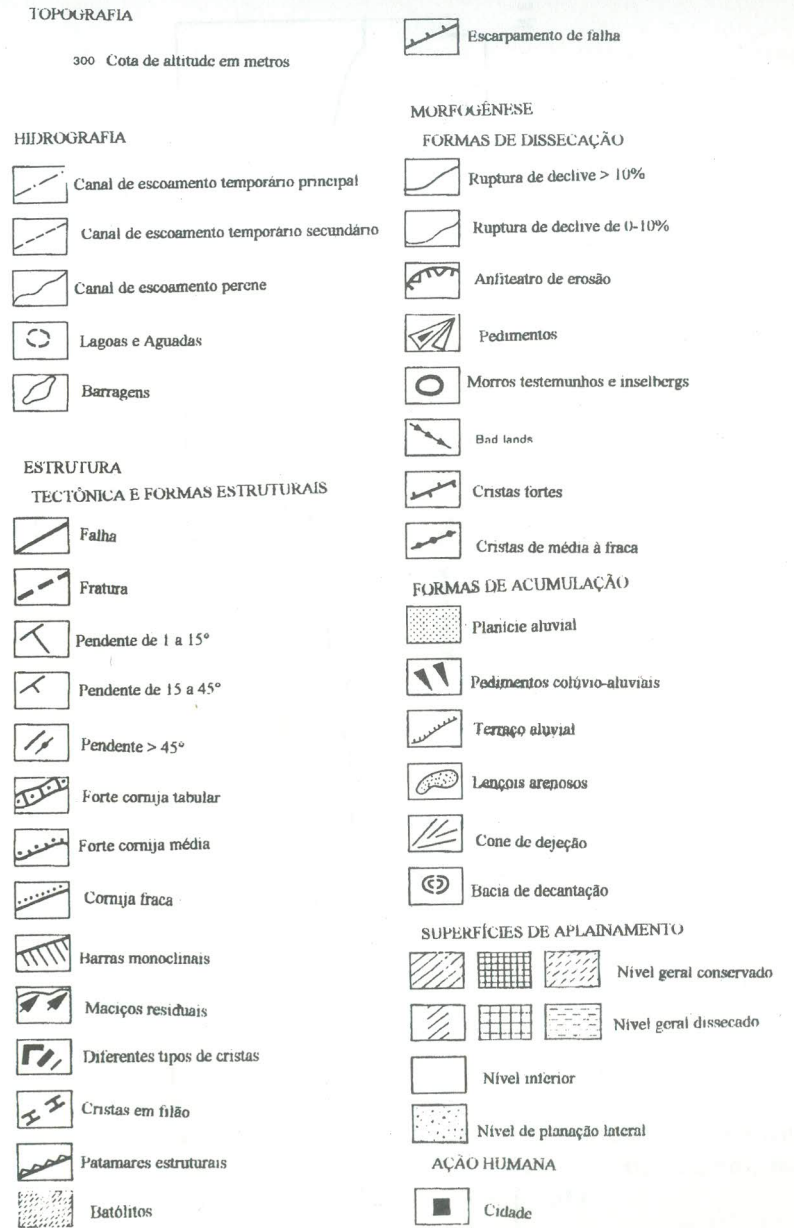 TOPOGRAFIA
300 Cota de altitude em metros
HIDROGRAFIA
Canal de escoamento temporário principal
Canal de escoamento temporário secundário
Canal de escoamento perene
Lagoas e Aguadas
Barragens
ESTRUTURA
TECTÔNICA E FORMAS ESTRUTURAIS
Falha
Fratura
Pendente de 1 a 15°
Pendente de 15 a 45°
Pendente > 45°
Forte cornija tabular
Forte cornija média
Cornija fraca
Barras monoclinais
Maciços residuais
Diferentes tipos de cristas
Cristas em filão
Patamares estruturais
Batólitos
Escarpamento de falha
MORFOGÊNESE
FORMAS DE DISSECAÇÃO
Ruptura de declive > 10%
Ruptura de declive de 0-10%
Anfiteatro de erosão
Pedimentos
Morros testemunhos e inselbergs
Bad lands
Cristas fortes
Cristas de média à fraca
FORMAS DE ACUMULAÇÃO
Planície aluvial
Pedimentos colúvio-aluviais
Terraço aluvial
Lençois arenosos
Cone de dejeção
Bacia de decantação
SUPERFÍCIES DE APLAINAMENTO
Nível geral conservado
Nível geral dissecado
Nível inferior
Nível de planação lateral
AÇÃO HUMANA
Cidade